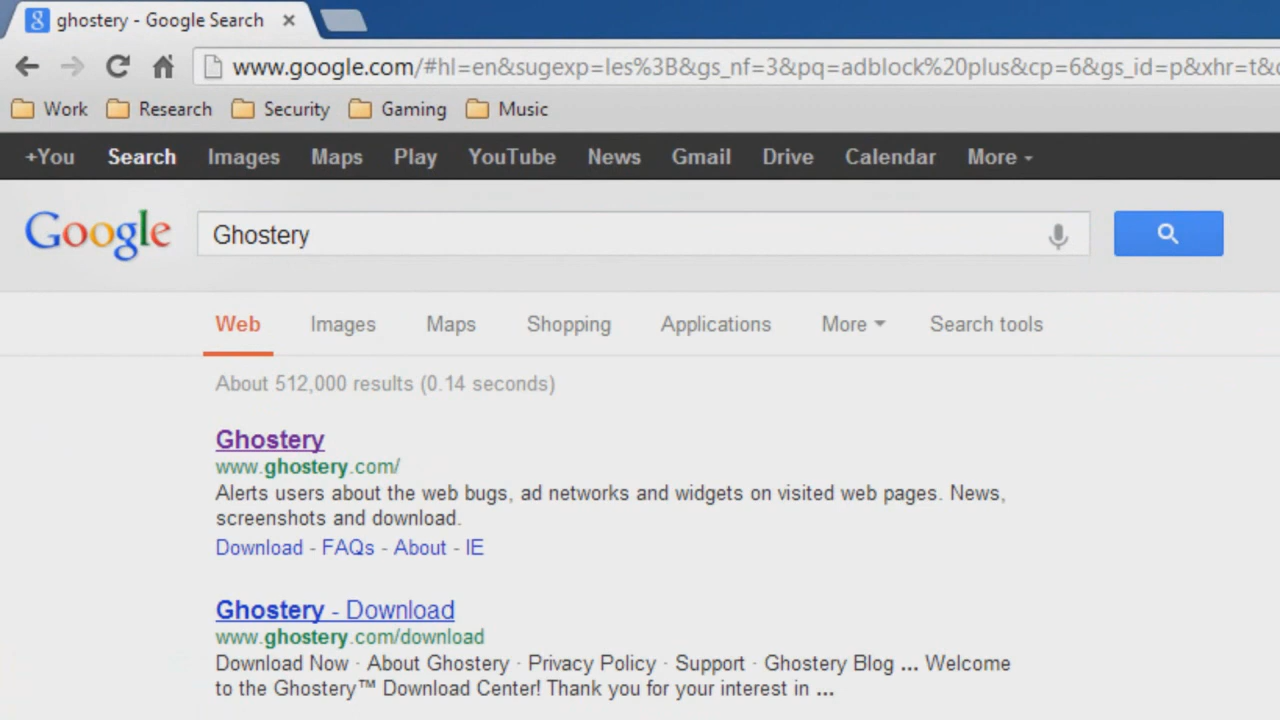 ghostery - Google Search
www.google.com/#hl=en&sugexp=les%3B&gs_nf=3&pq=adblock%20plus&cp=6&gs_id=p&xhr=t&
Work Research Security Gaming Music
+You Search Images Maps Play YouTube News Gmail Drive Calendar More
Google Ghostery
Web Images Maps Shopping Applications More Search tools
About 512,000 results (0.14 seconds)
Ghostery
www.ghostery.com/
Alerts users about the web bugs, ad networks and widgets on visited web pages. News,
screenshots and download.
Download - FAQs - About - IE
Ghostery - Download
www.ghostery.com/download
Download Now · About Ghostery · Privacy Policy · Support · Ghostery Blog ... Welcome
to the Ghostery™ Download Center! Thank you for your interest in ...